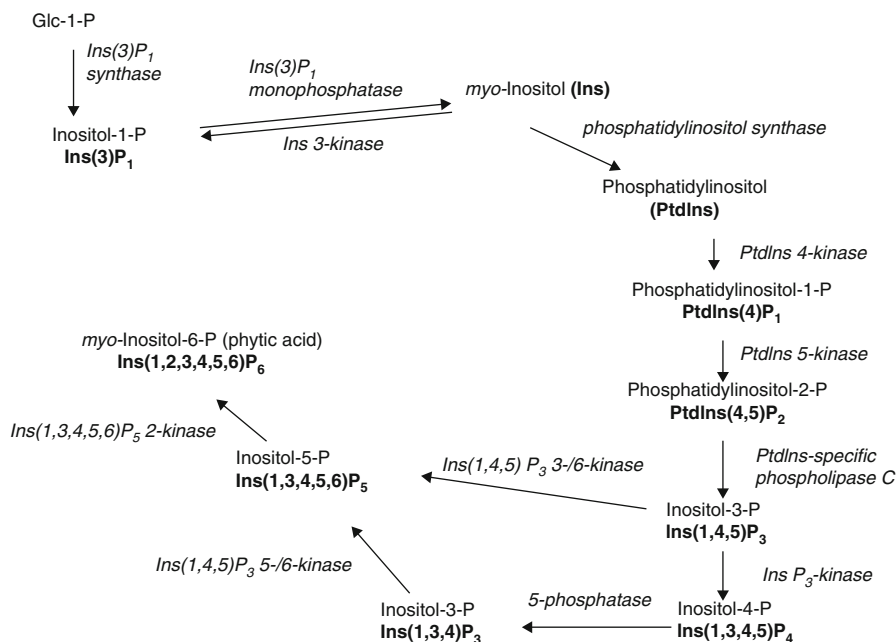 Glc-1-P
Ins(3)P₁
synthase
Ins(3)P₁
monophosphatase
myo-Inositol (Ins)
Inositol-1-P
Ins(3)P₁
Ins 3-kinase
phosphatidylinositol synthase
Phosphatidylinositol
(PtdIns)
PtdIns 4-kinase
Phosphatidylinositol-1-P
PtdIns(4)P₁
myo-Inositol-6-P (phytic acid)
Ins(1,2,3,4,5,6)P₆
PtdIns 5-kinase
Phosphatidylinositol-2-P
PtdIns(4,5)P₂
Ins(1,3,4,5,6)P₅ 2-kinase
Inositol-5-P
Ins(1,3,4,5,6)P₅
Ins(1,4,5) P₃ 3-/6-kinase
PtdIns-specific
phospholipase C
Inositol-3-P
Ins(1,4,5)P₃
Ins(1,4,5)P₃ 5-/6-kinase
Ins P₃-kinase
5-phosphatase
Inositol-3-P
Ins(1,3,4)P₃
Inositol-4-P
Ins(1,3,4,5)P₄